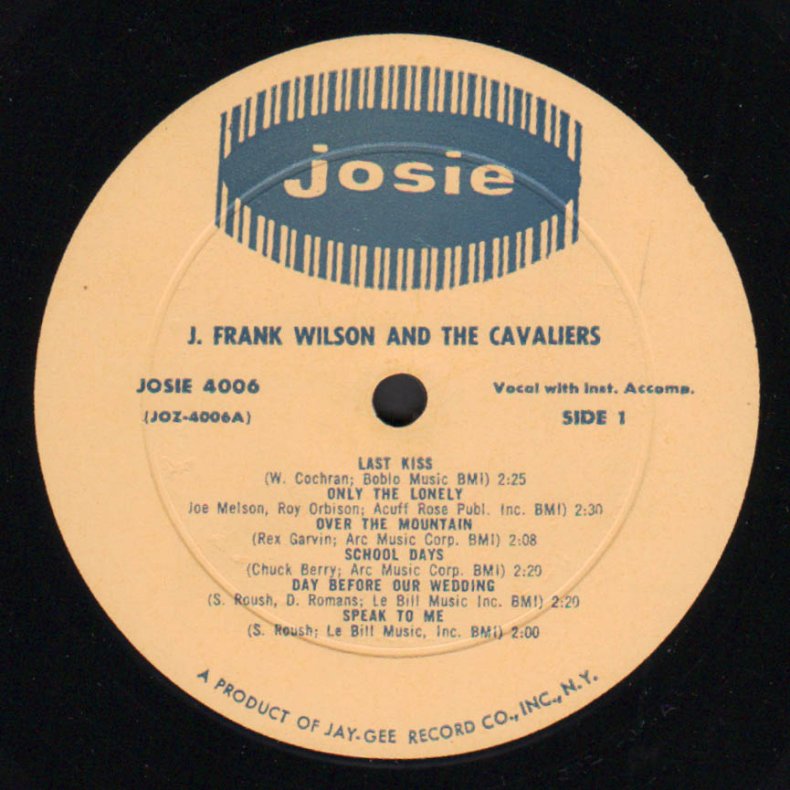 josie
J. FRANK WILSON AND THE CAVALIERS
JOSIE 4006
Vocal with Inst. Accomp.
(JOZ-4006A)
SIDE 1
LAST KISS
(W. Cochran; Boblo Music BMI) 2:25
ONLY THE LONELY
Joe Melson, Roy Orbison; Acuff Rose Publ. Inc. BMI) 2:30
OVER THE MOUNTAIN
(Rex Garvin; Arc Music Corp. BMI) 2:08
SCHOOL DAYS
(Chuck Berry; Arc Music Corp. BMI) 2:20
DAY BEFORE OUR WEDDING
(S. Roush, D. Romans; Le Bill Music Inc. BMI) 2:20
SPEAK TO ME
(S. Roush; Le Bill Music, Inc. BMI) 2:00
A PRODUCT OF JAY-GEE RECORD CO., INC., N.Y.